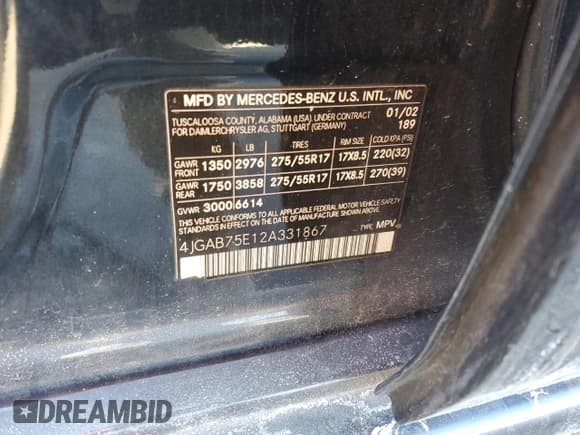 MFD BY MERCEDES-BENZ U.S. INTL., INC
TUSCALOOSA COUNTY, ALABAMA (USA) UNDER CONTRACT 01/02
FOR DAIMLERCHRYSLER AG, STUTTGART (GERMANY) 189
KG LB TIRES RIM SIZE COLD KPA (PSI)
GAWR FRONT 1350 2976 275/55R17 17X8.5 220(32)
GAWR REAR 1750 3858 275/55R17 17X8.5 270(39)
GVWR 3000 6614
THIS VEHICLE CONFORMS TO ALL APPLICABLE FEDERAL MOTOR VEHICLE SAFETY
STANDARDS IN EFFECT ON THE DATE OF MANUFACTURE SHOWN ABOVE.
4JGAB75E12A331867 TYPE: MPV
DREAMBID